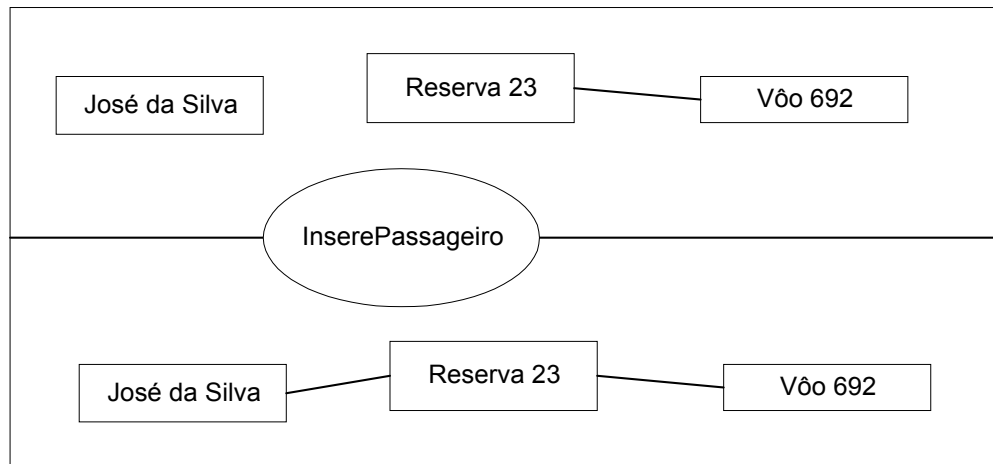 José da Silva
Reserva 23
Vôo 692
InserePassageiro
José da Silva
Reserva 23
Vôo 692